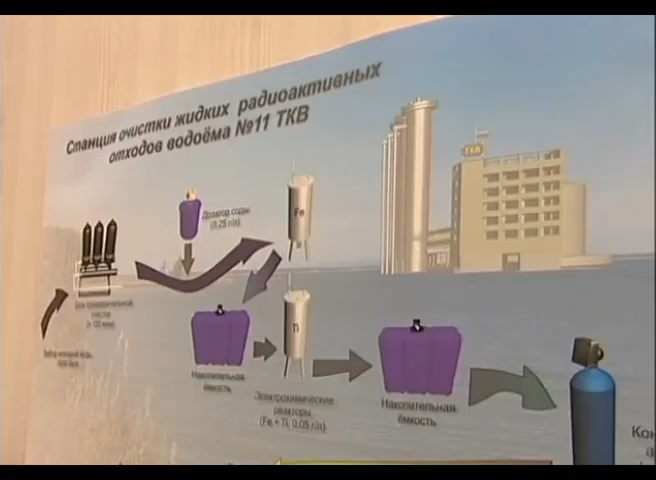 Станция очистки жидких радиоактивных
отходов водоёма №11 ТКВ
ТКВ
Дозатор соды
(0,25 г/л)
Fe
очистки
Ti
Накопительная
ёмкость
Электрохимические
реакторы
(Fe + Ti, 0,05 г/л)
Накопительная
ёмкость
Кон